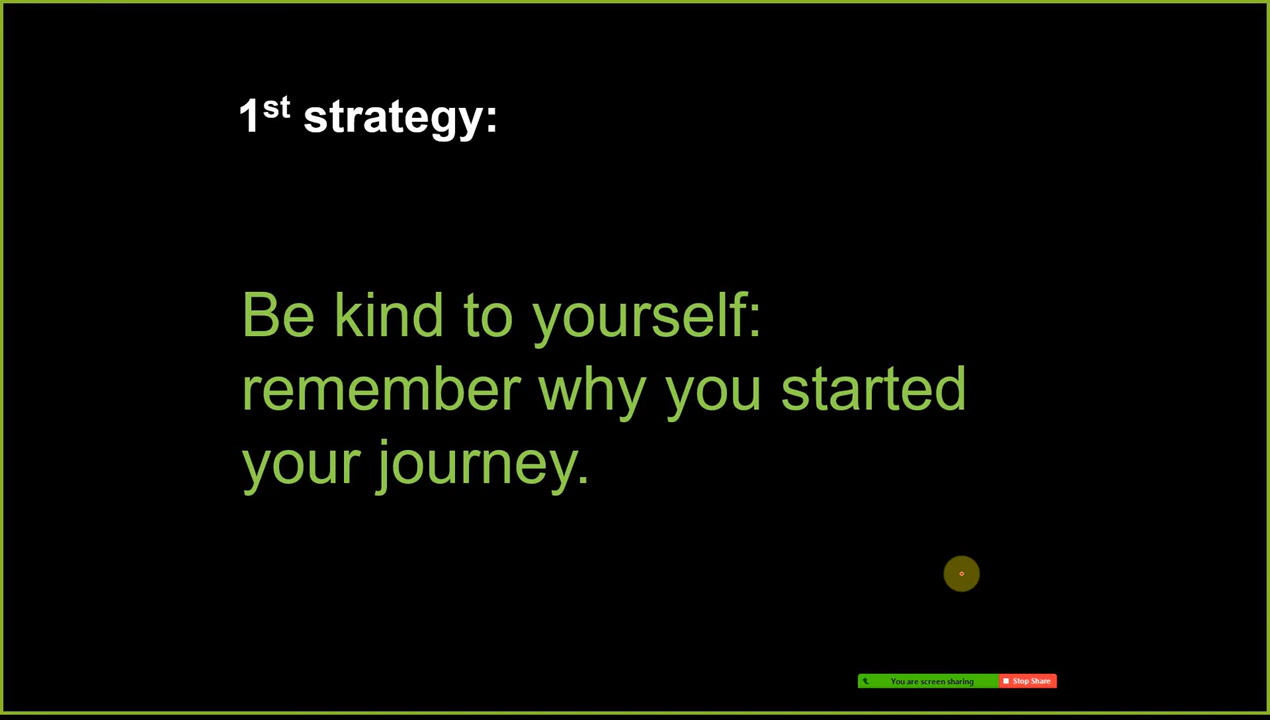 1st strategy:
Be kind to yourself:
remember why you started
your journey.
You are screen sharing
Stop Share